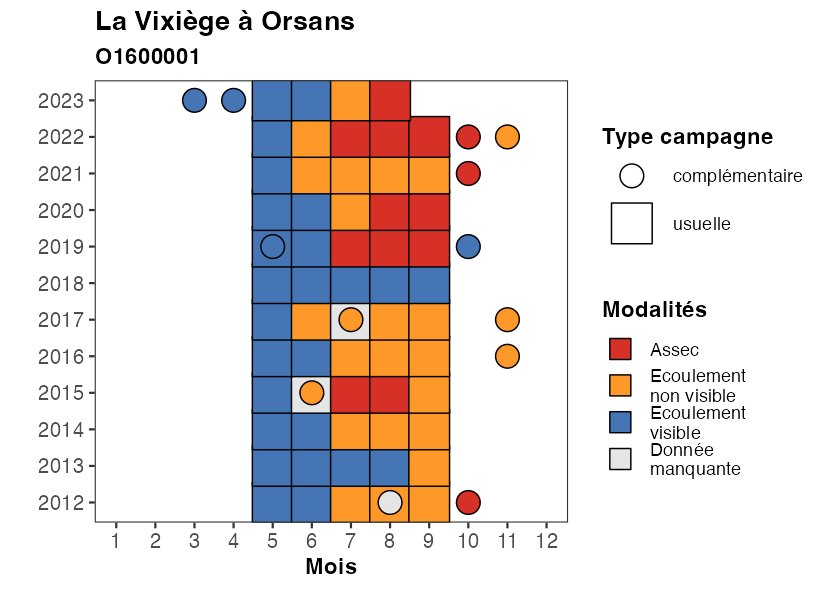 La Vixiège à Orsans
O1600001
2023
2022
2021
2020
2019
2018
2017
2016
2015
2014
2013
2012
1 2 3 4 5 6 7 8 9 10 11 12
Mois
Type campagne
complémentaire
usuelle
Modalités
Assec
Ecoulement
non visible
Ecoulement
visible
Donnée
manquante